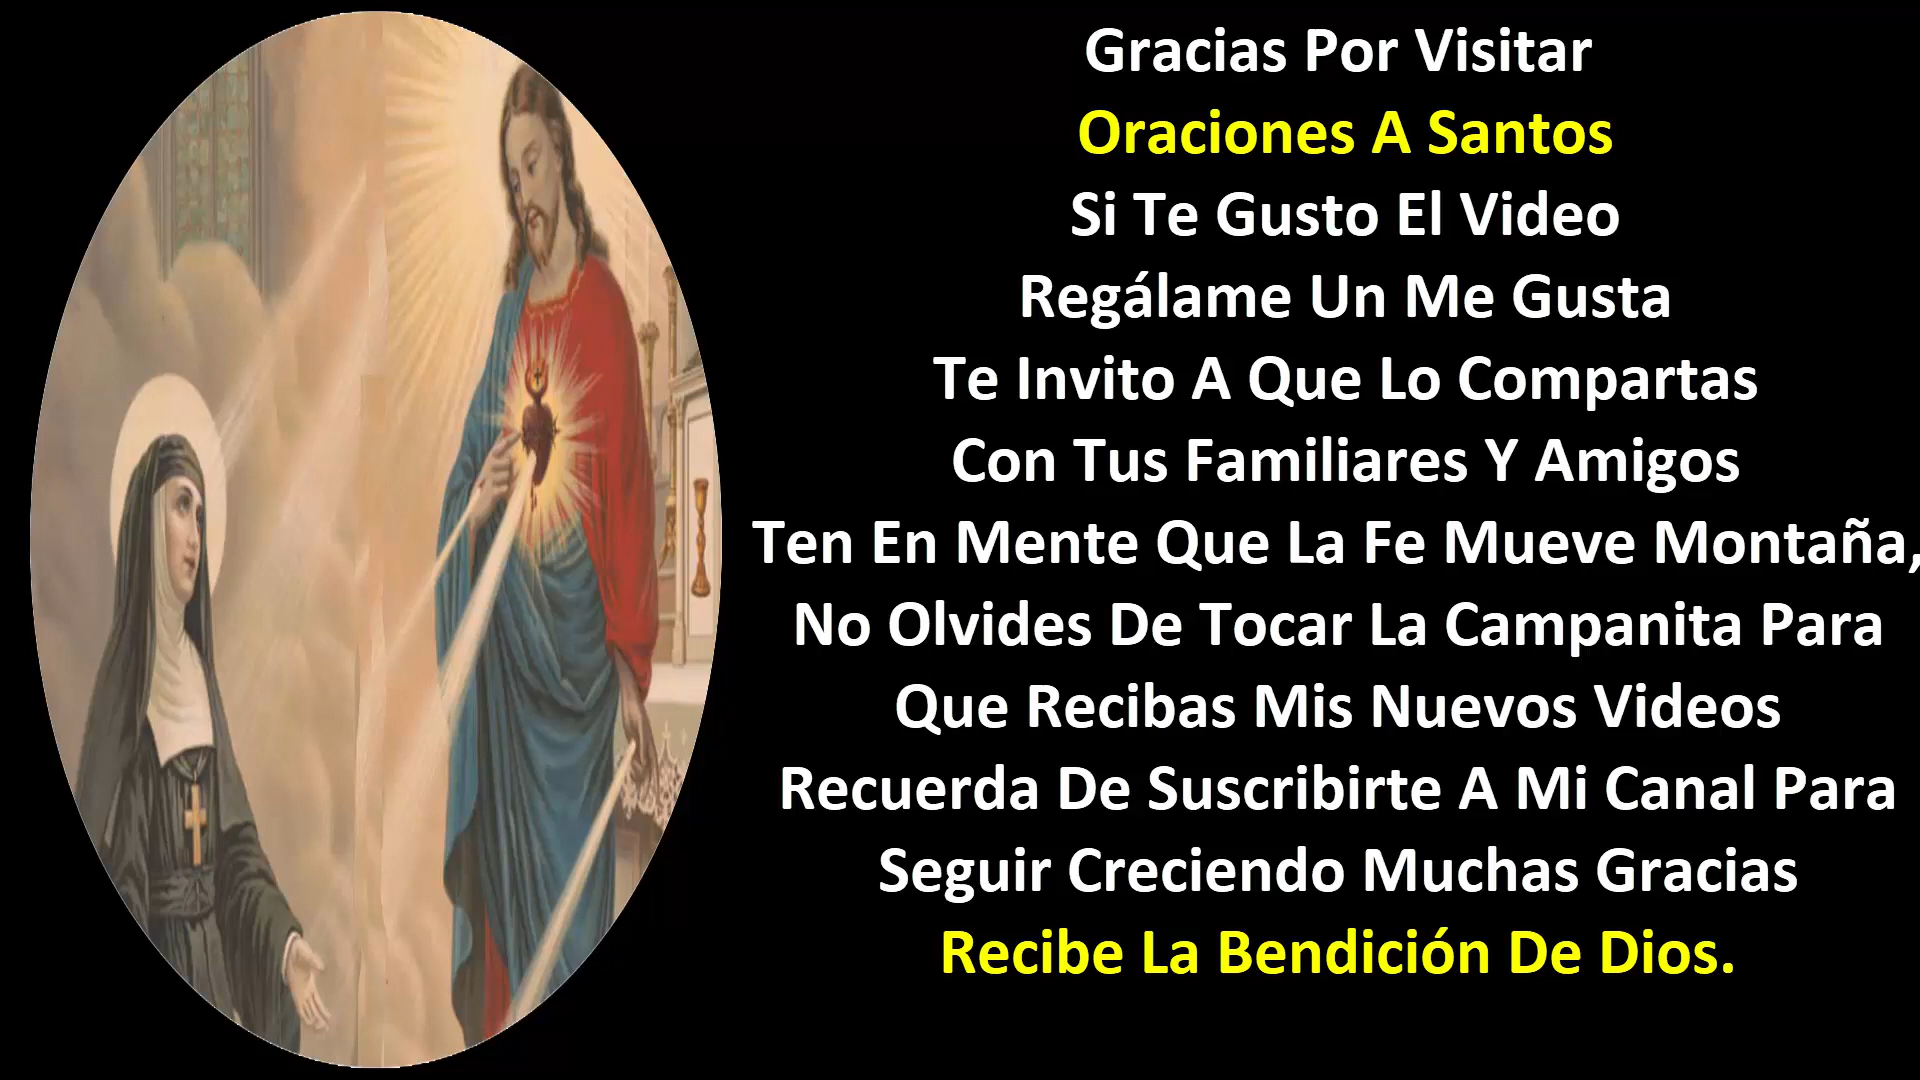 Gracias Por Visitar
Oraciones A Santos
Si Te Gusto El Video
Regálame Un Me Gusta
Te Invito A Que Lo Compartas
Con Tus Familiares Y Amigos
Ten En Mente Que La Fe Mueve Montaña,
No Olvides De Tocar La Campanita Para
Que Recibas Mis Nuevos Videos
Recuerda De Suscribirte A Mi Canal Para
Seguir Creciendo Muchas Gracias
Recibe La Bendición De Dios.